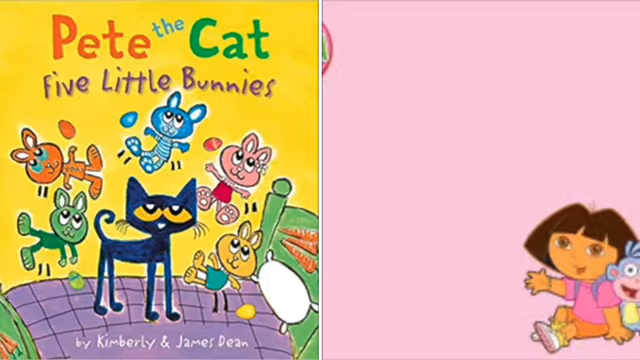 Pete the Cat
Five Little Bunnies
by Kimberly & James Dean